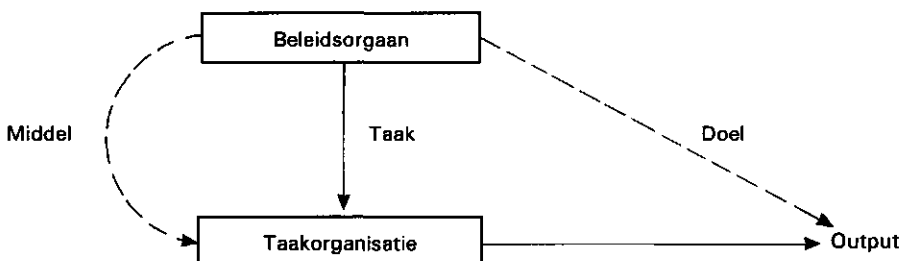 Beleidsorgaan
Middel
Taak
Doel
Taakorganisatie
Output